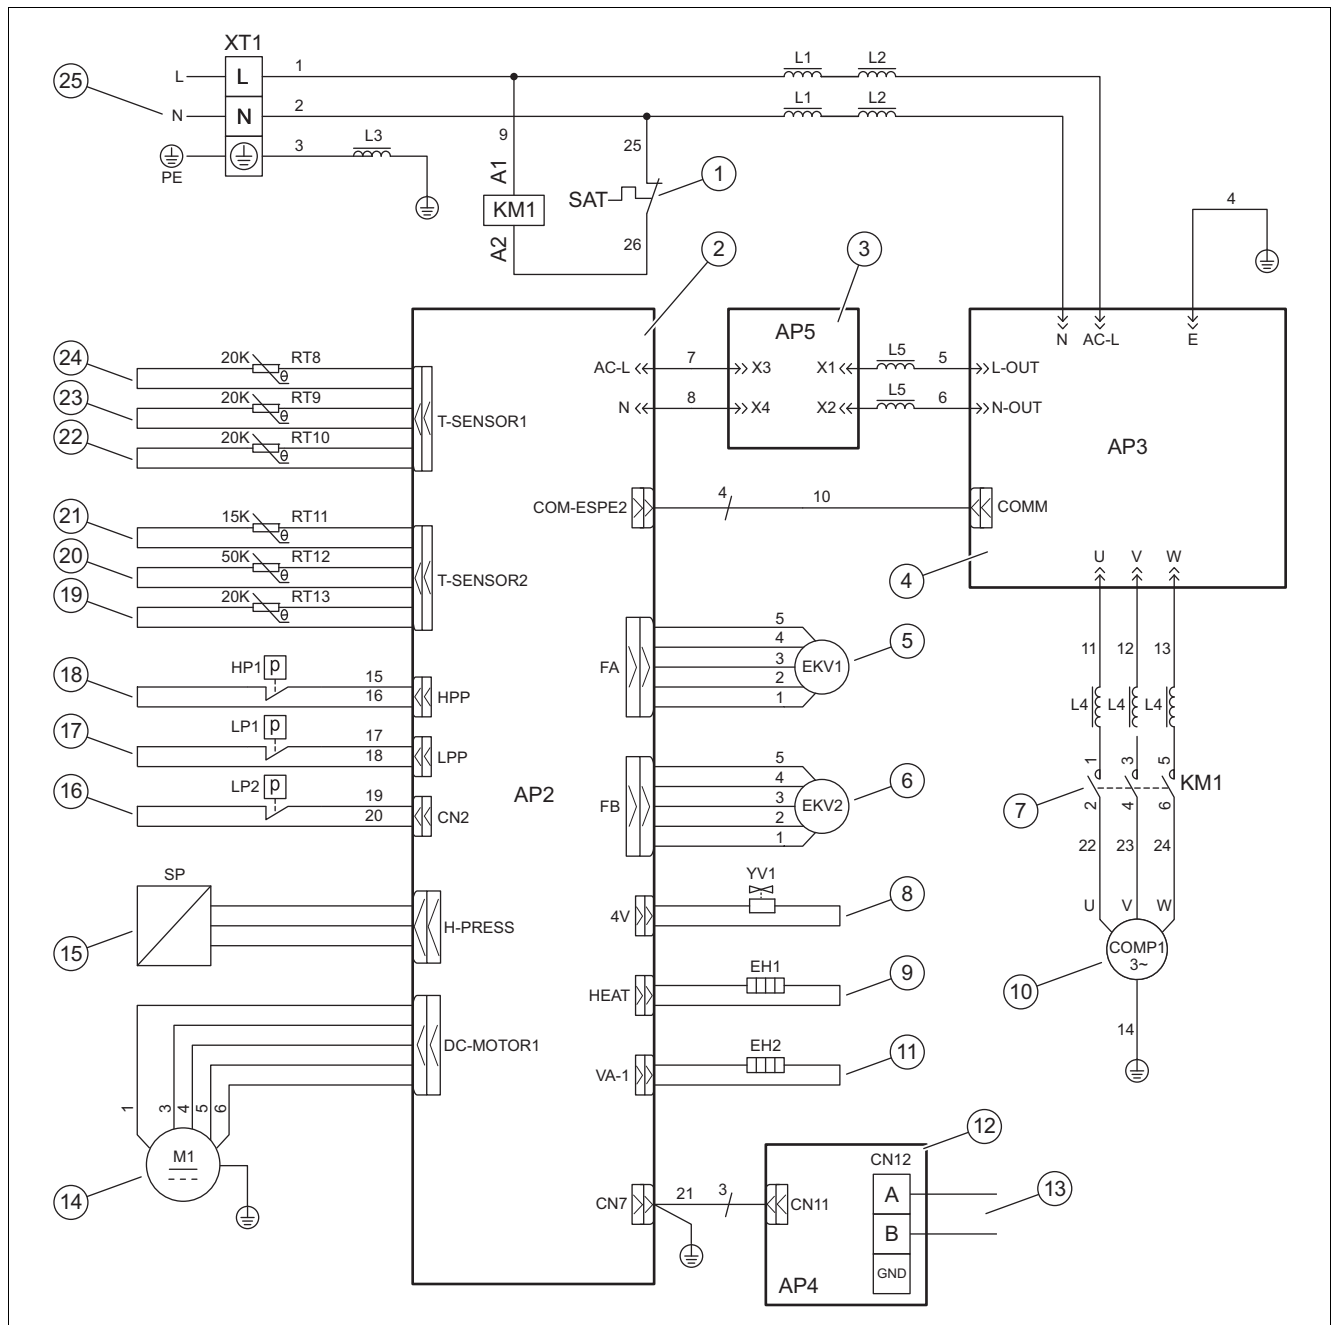 XT1
L1 L2
25 L L 1
L1 L2
N N 2
L3
9 25
3
PE
A1
1
4
SAT
KM1
A2
26
2 3
AP5
N AC-L E
24 20K RT8
AC-L 7 X3 X1 L5 5 L-OUT
23 20K RT9
N 8 X4 X2 L5 6 N-OUT
T-SENSOR1
22 20K RT10
AP3
COM-ESPE2 4 10 COMM
21 15K RT11
20 50K RT12
T-SENSOR2
4
U V W
19 20K RT13
5
4
FA 3 EKV1 5
2
1
11 12 13
18 HP1 p 15
16 HPP
L4 L4 L4
17 LP1 p 17
18 LPP
16 LP2 p 19
20 CN2
AP2
5
4
FB 3 EKV2 6
2
1
1 3 5
7 KM1
2 4 6
22 23 24
SP
15 H-PRESS
YV1
4V 8
U V W
COMP1
3~
10
EH1
HEAT 9
14
DC-MOTOR1
EH2
VA-1 11
1 3 4 5 6
M1
14
12
CN12
CN7 21 3 CN11
A
13
B
GND
AP4